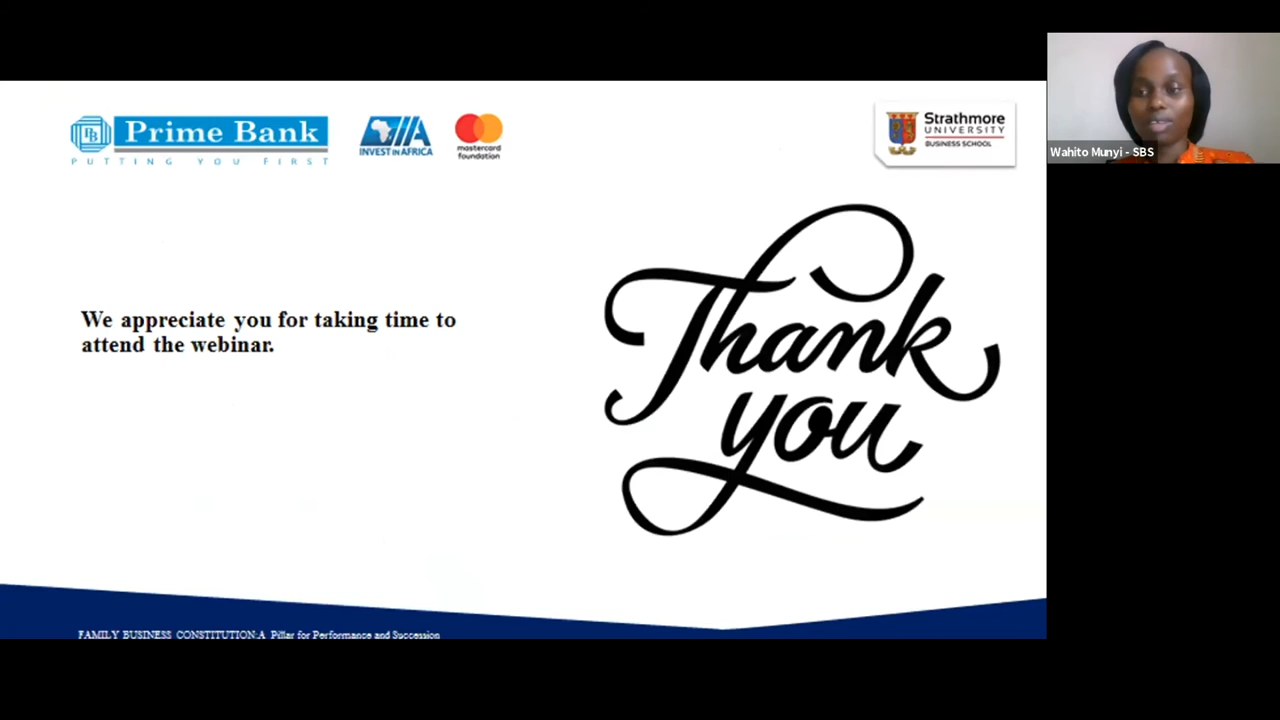 Prime Bank
PUTTING YOU FIRST
INVEST IN AFRICA
mastercard
foundation
Strathmore
UNIVERSITY
BUSINESS SCHOOL
Wahito Munyi - SBS
We appreciate you for taking time to
attend the webinar.
Thank
you
FAMILY BUSINESS CONSTITUTION:A Pillar for Performance and Succession